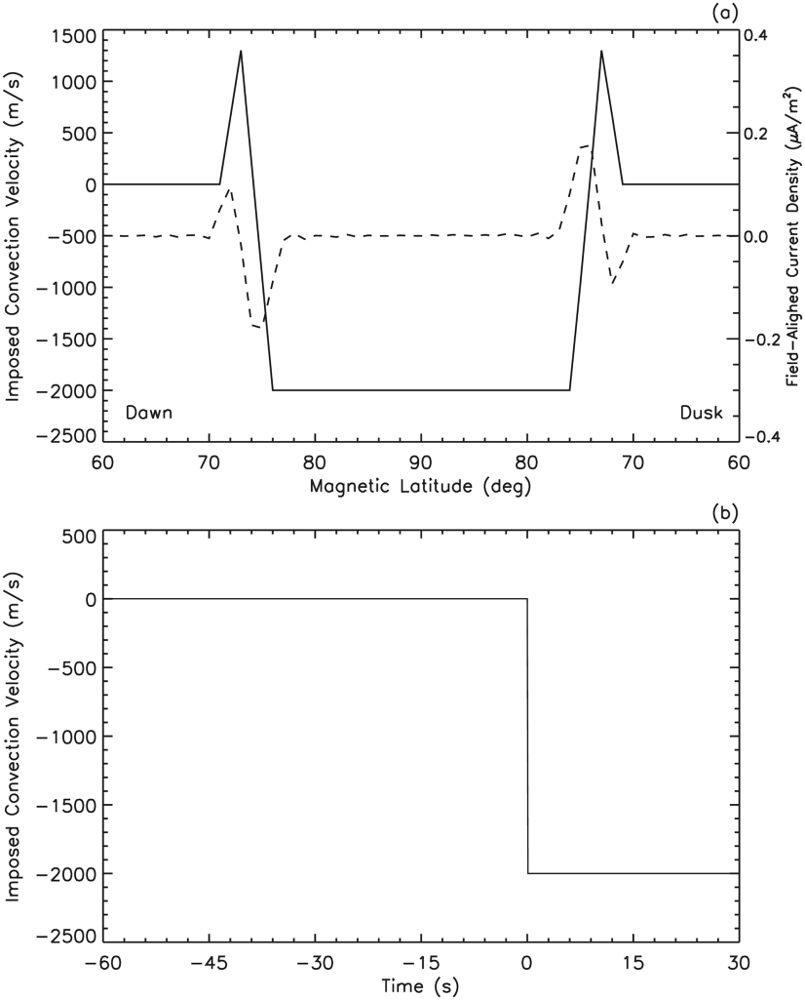 (a)
1500
1000
500
0
−500
−1000
−1500
−2000
−2500
0.4
0.2
0.0
−0.2
−0.4
Imposed Convection Velocity (m/s)
Field−Alighed Current Density (μA/m²)
Dawn
Dusk
60 70 80 90 80 70 60
Magnetic Latitude (deg)
(b)
500
0
−500
−1000
−1500
−2000
−2500
Imposed Convection Velocity (m/s)
−60 −45 −30 −15 0 15 30
Time (s)